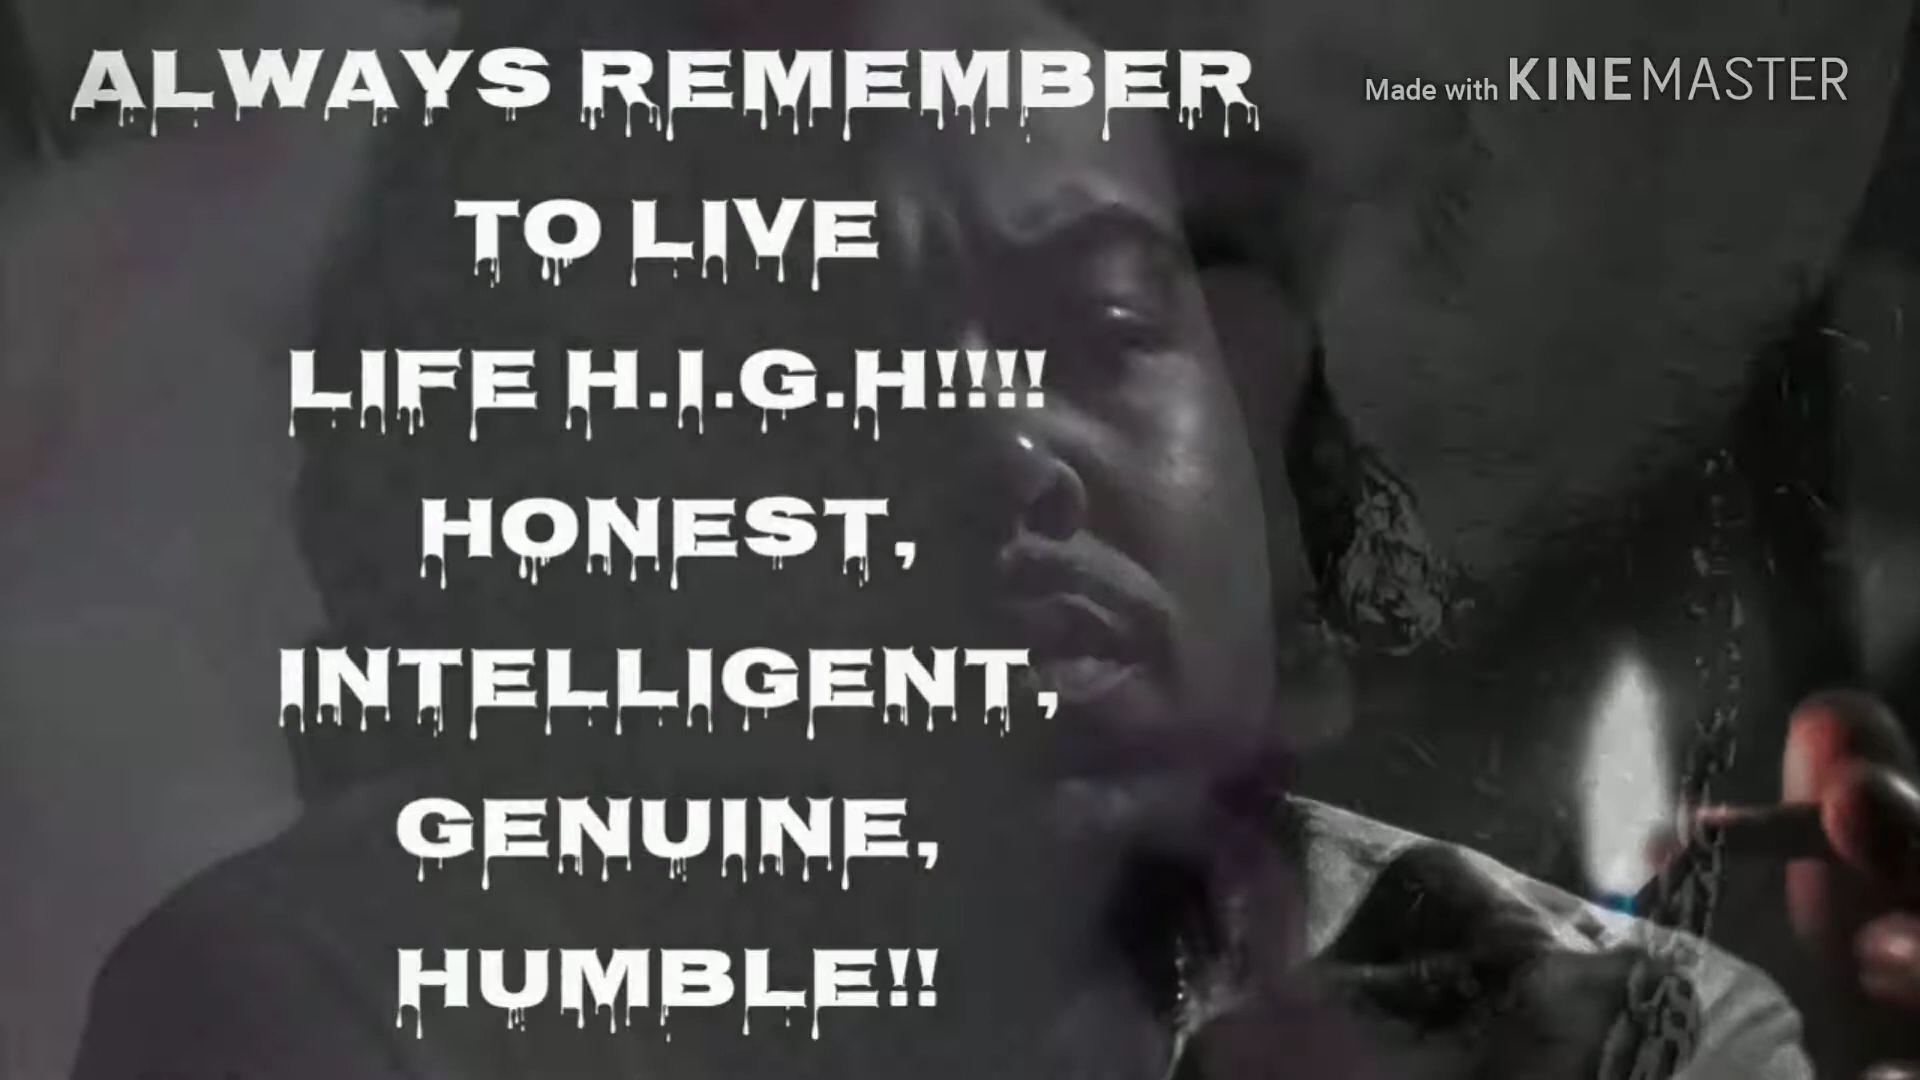 ALWAYS REMEMBER
Made with KINEMASTER
TO LIVE
LIFE H.I.G.H!!!!
HONEST,
INTELLIGENT,
GENUINE,
HUMBLE!!